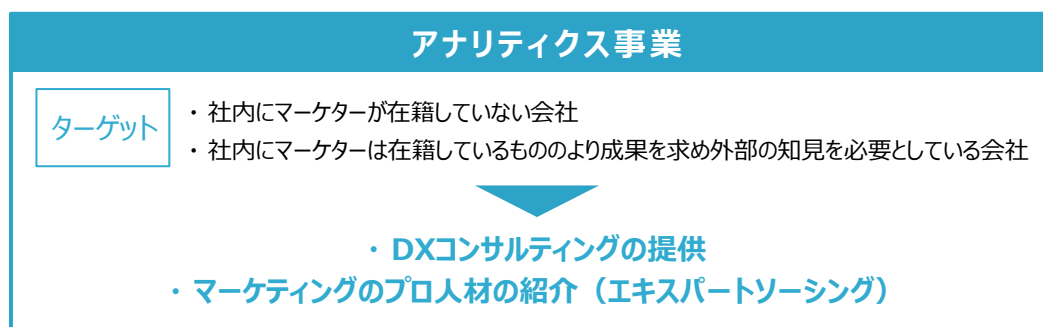 アナリティクス事業
ターゲット
・ 社内にマーケターが在籍していない会社
・ 社内にマーケターは在籍しているもののより成果を求め外部の知見を必要としている会社
・ DXコンサルティングの提供
・ マーケティングのプロ人材の紹介（エキスパートソーシング）